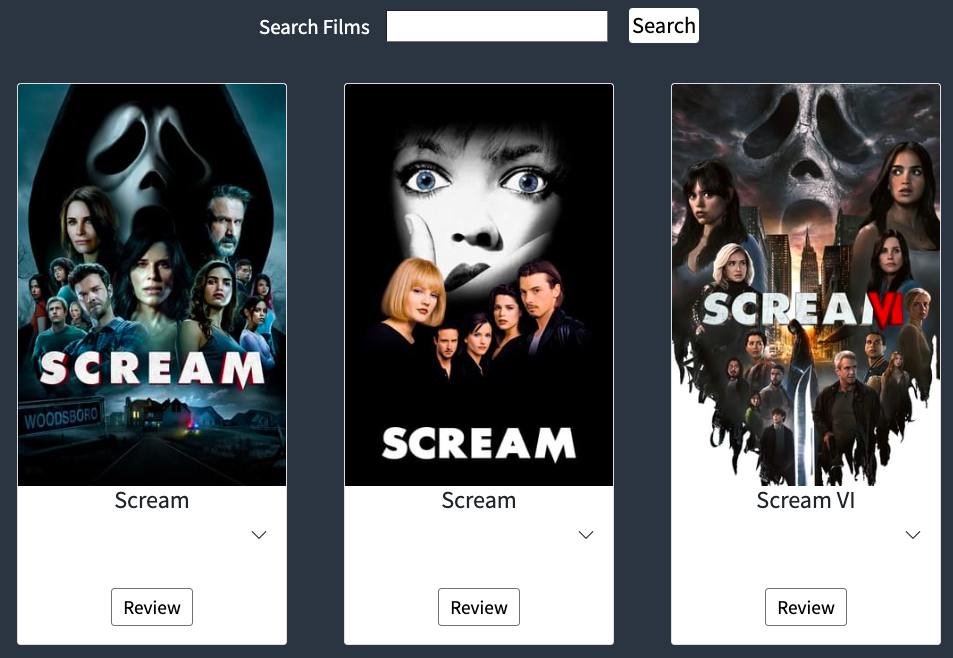 Search Films
Search
SCREAM
WOODSBORO
SCREAM
SCREAM VI
Scream
Scream
Scream VI
Review
Review
Review